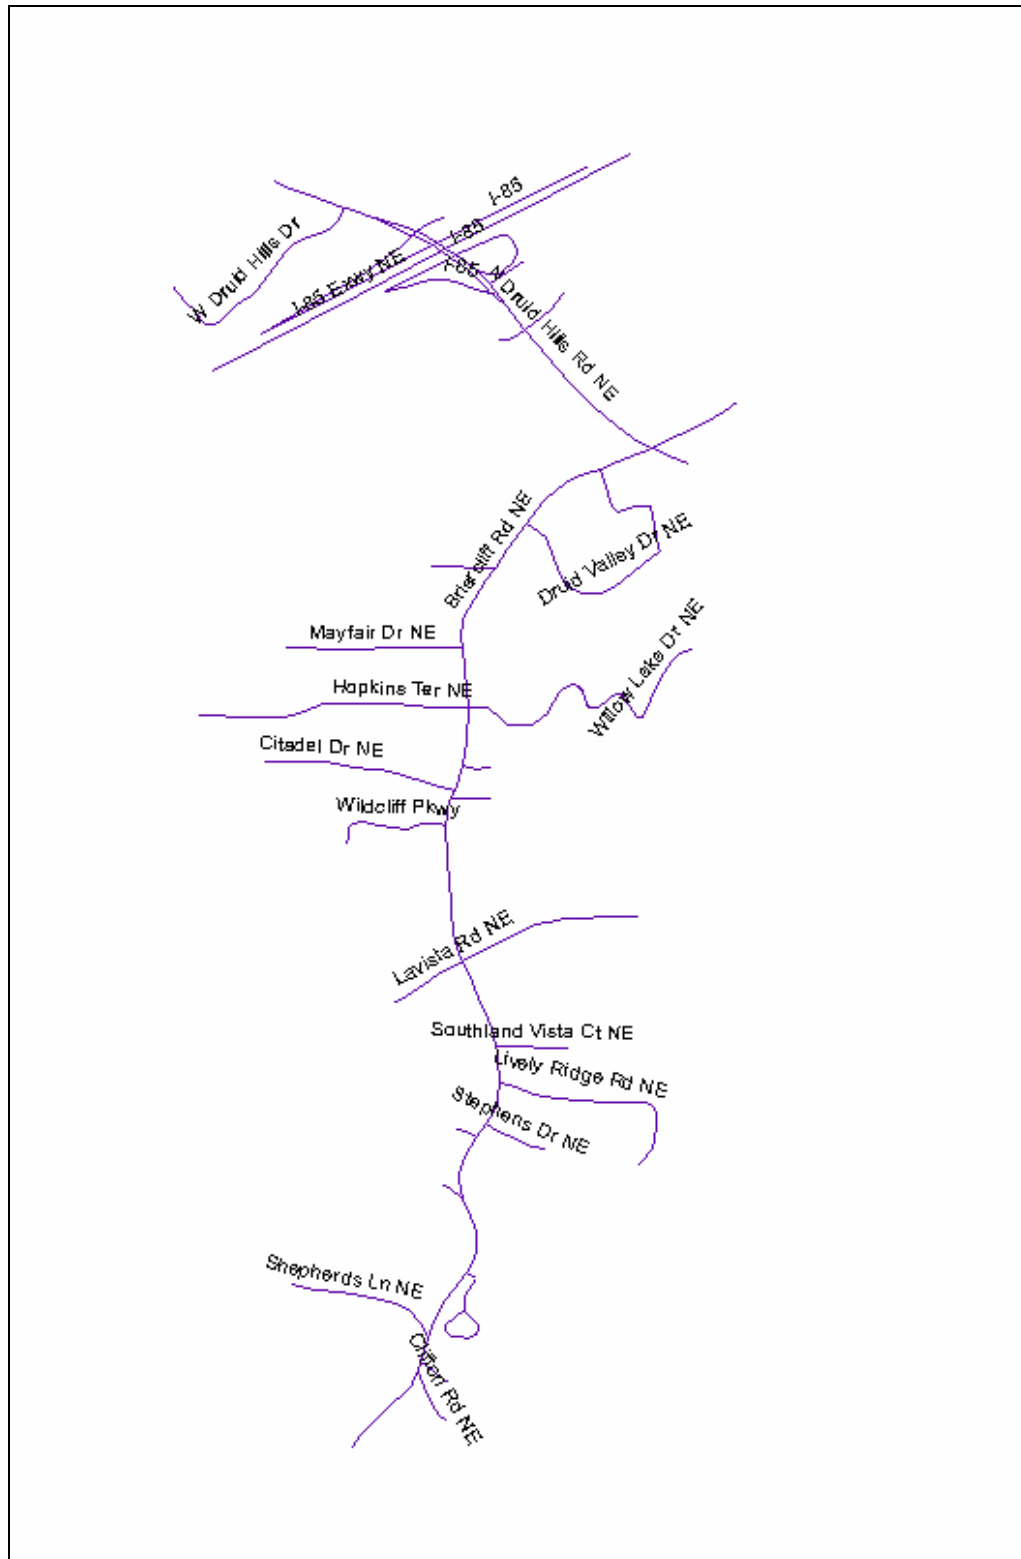 I-85
W Druid Hills Dr
I-85
I-85
I-85 Exwy NE
N Druid Hills Rd NE
Briarcliff Rd NE
Druid Valley Dr NE
Mayfair Dr NE
Willow Lake Dr NE
Hopkins Ter NE
Citadel Dr NE
Wildcliff Pkwy
Lavista Rd NE
Southland Vista Ct NE
Lively Ridge Rd NE
Stephens Dr NE
Shepherds Ln NE
Clifton Rd NE